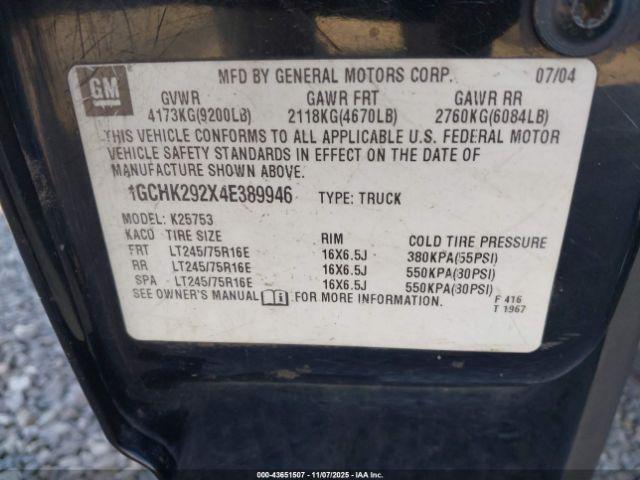 GM
MFD BY GENERAL MOTORS CORP. 07/04
GVWR GAWR FRT GAWR RR
4173KG(9200LB) 2118KG(4670LB) 2760KG(6084LB)
THIS VEHICLE CONFORMS TO ALL APPLICABLE U.S. FEDERAL MOTOR
VEHICLE SAFETY STANDARDS IN EFFECT ON THE DATE OF
MANUFACTURE SHOWN ABOVE.
1GCHK292X4E389946 TYPE: TRUCK
MODEL: K25753
KACO TIRE SIZE RIM COLD TIRE PRESSURE
FRT LT245/75R16E 16X6.5J 380KPA(55PSI)
RR LT245/75R16E 16X6.5J 550KPA(80PSI)
SPA LT245/75R16E 16X6.5J 550KPA(80PSI)
SEE OWNER'S MANUAL FOR MORE INFORMATION.
F 416
T 1967
Stock: 43651507 | 11/07/2025 | IAA Inc.